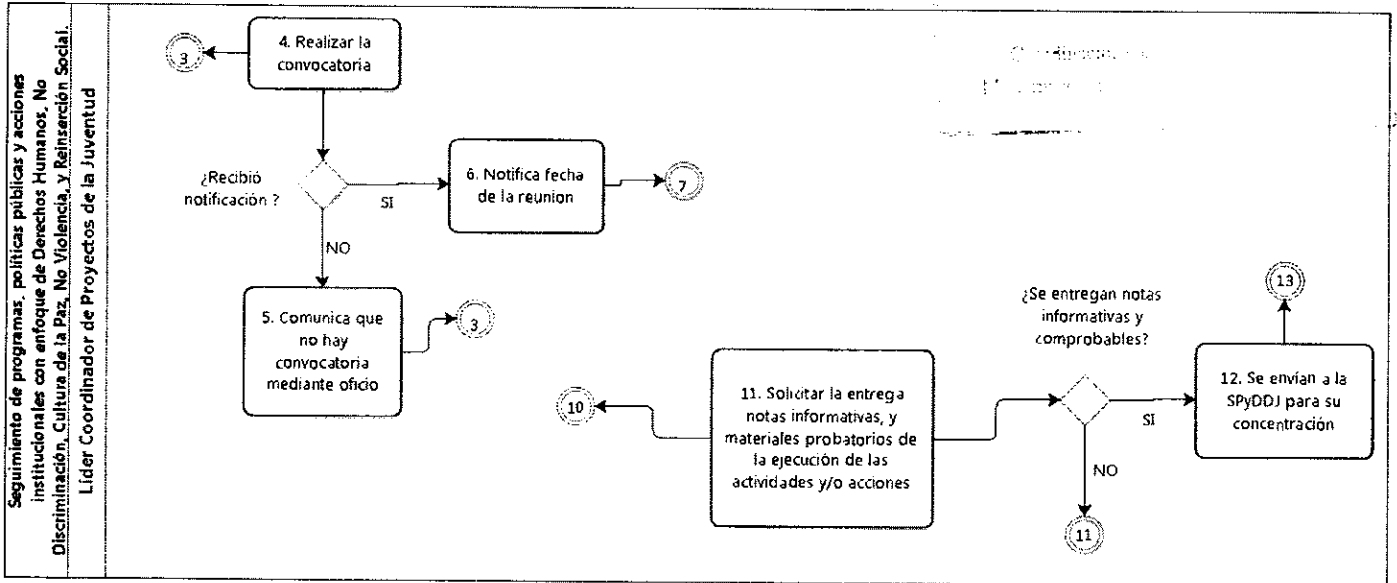 Seguimiento de programas, políticas públicas y acciones
institucionales con enfoque de Derechos Humanos, No
Discriminación, Cultura de la Paz, No Violencia, y Reinserción Social.
Líder Coordinador de Proyectos de la Juventud
3
4. Realizar la
convocatoria
¿Recibió
notificación ?
SI
6. Notifica fecha
de la reunion
7
NO
5. Comunica que
no hay
convocatoria
mediante oficio
3
10
11. Solicitar la entrega
notas informativas, y
materiales probatorios de
la ejecución de las
actividades y/o acciones
¿Se entregan notas
informativas y
comprobables?
SI
NO
11
12. Se envían a la
SPyDDJ para su
concentración
13